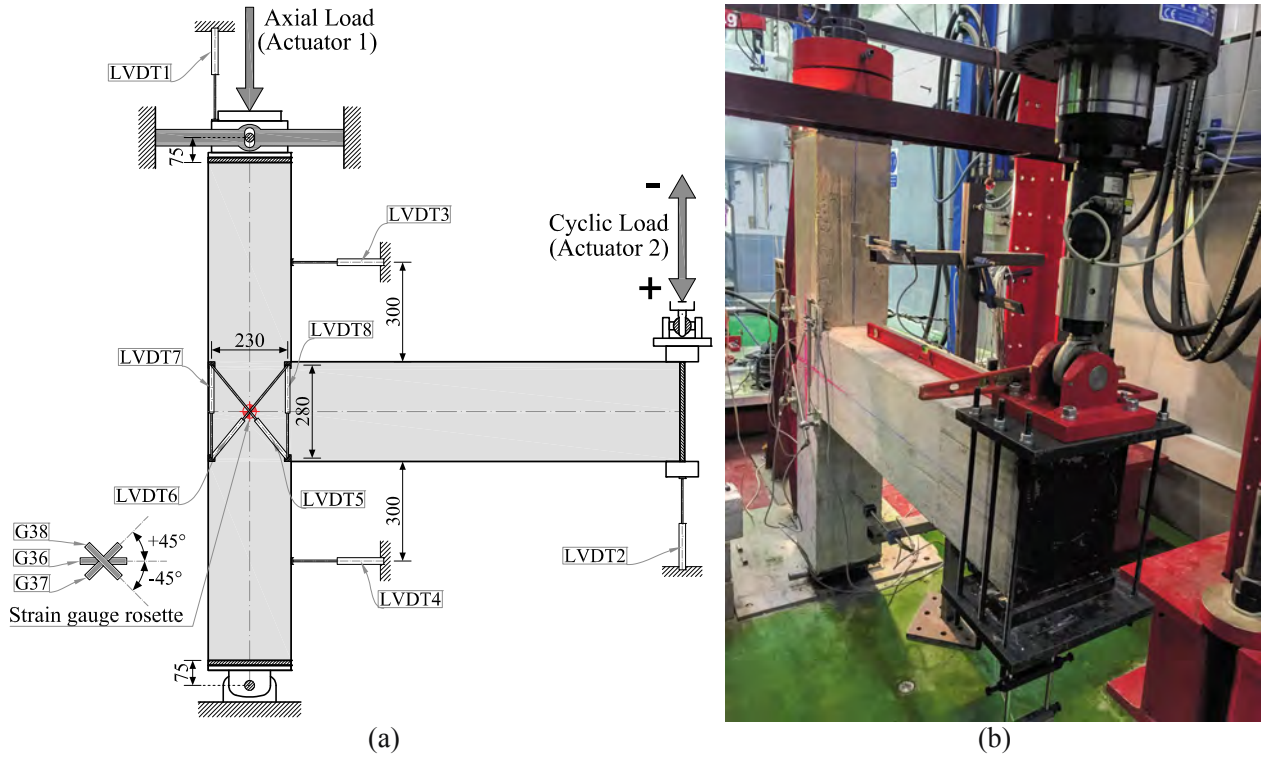 Axial Load
(Actuator 1)
LVDT1
75
LVDT3
-
Cyclic Load
(Actuator 2)
+
300
LVDT8
230
LVDT7
280
LVDT6
LVDT5
300
G38
+45°
G36
G37
-45°
LVDT2
LVDT4
Strain gauge rosette
75
(a)
(b)